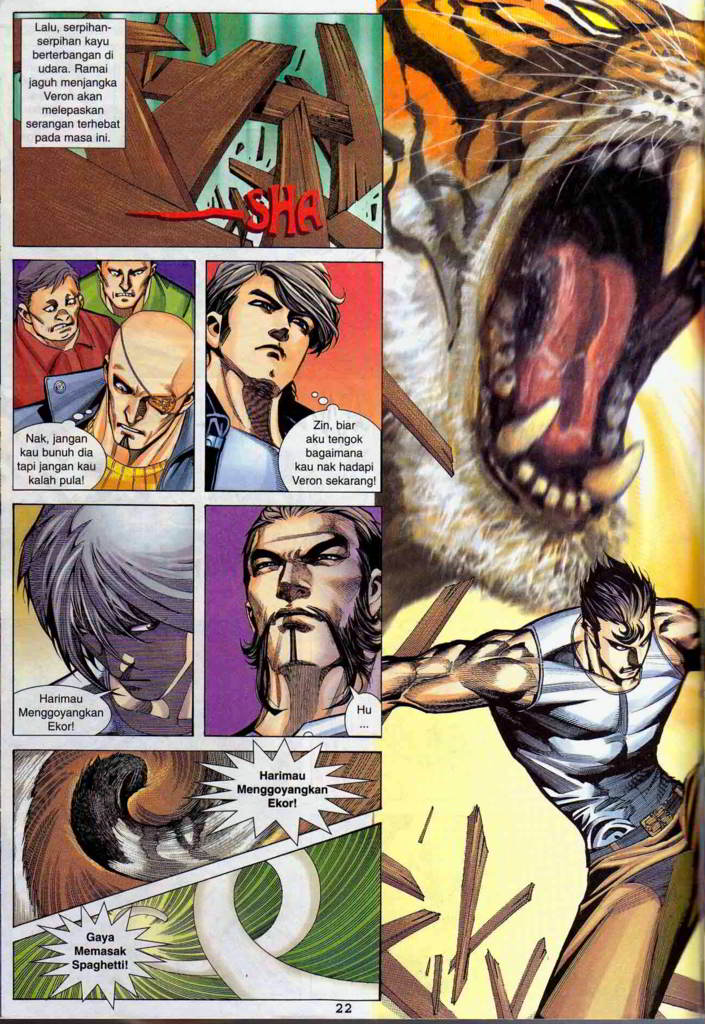 Lalu, serpihan-
serpihan kayu
berterbangan di
udara. Ramai
jaguh menjangka
Veron akan
melepaskan
serangan terhebat
pada masa ini.
SHA
Nak, jangan
kau bunuh dia
tapi jangan kau
kalah pula!
Zin, biar
aku tengok
bagaimana
kau nak hadapi
Veron sekarang!
Harimau
Menggoyangkan
Ekor!
Hu
...
Harimau
Menggoyangkan
Ekor!
Gaya
Memasak
Spaghetti!
22